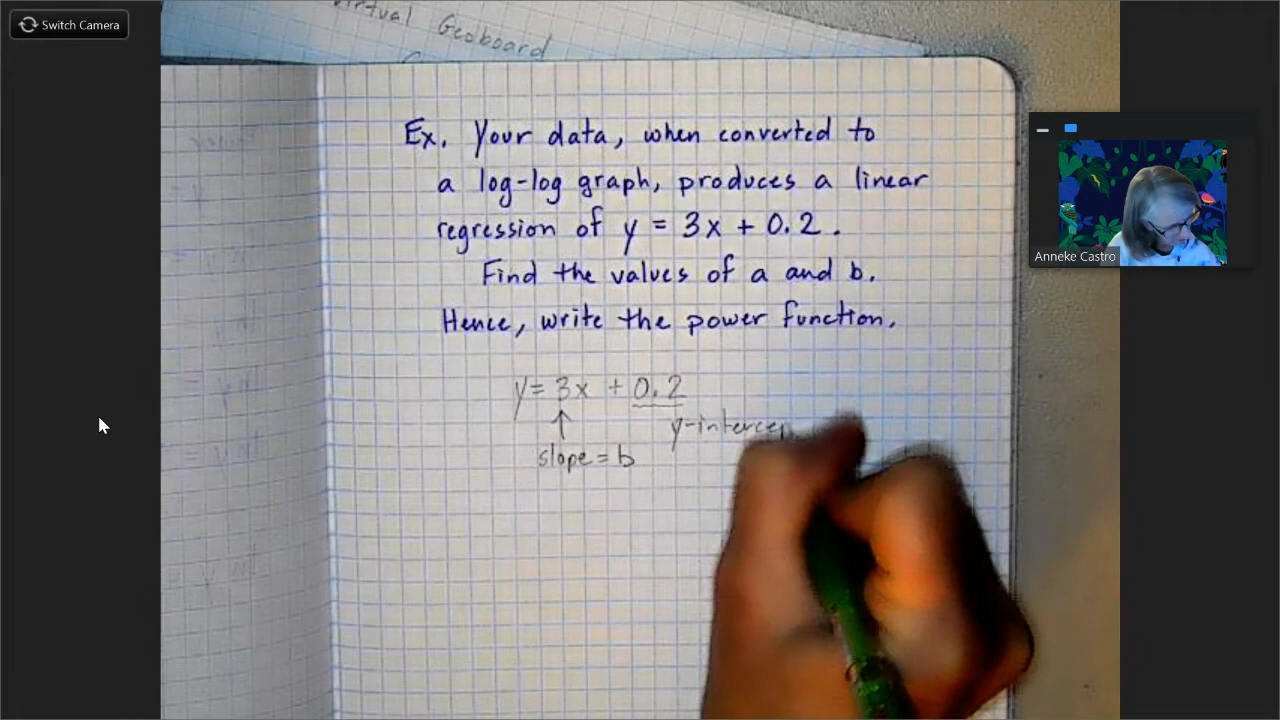 Switch Camera
Virtual Geoboard
Ex. Your data, when converted to
a log-log graph, produces a linear
regression of y = 3x + 0.2.
Find the values of a and b.
Hence, write the power function.
y = 3x + 0.2
y-intercep
slope = b
Anneke Castro